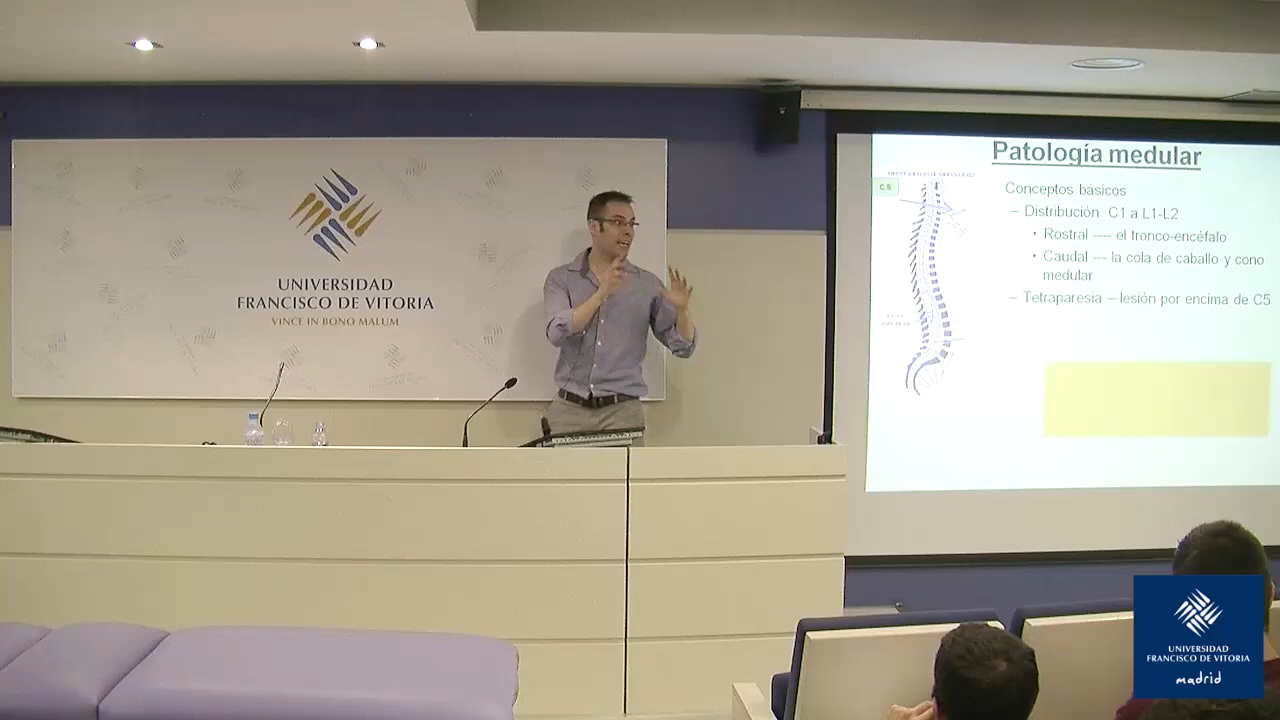 UNIVERSIDAD
FRANCISCO DE VITORIA
VINCE IN BONO MALUM
Patología medular
C5
Conceptos básicos
– Distribución C1 a L1-L2
• Rostral ---- el tronco-encéfalo
• Caudal --- la cola de caballo y cono
medular
– Tetraparesia – lesión por encima de C5
UNIVERSIDAD
FRANCISCO DE VITORIA
madrid